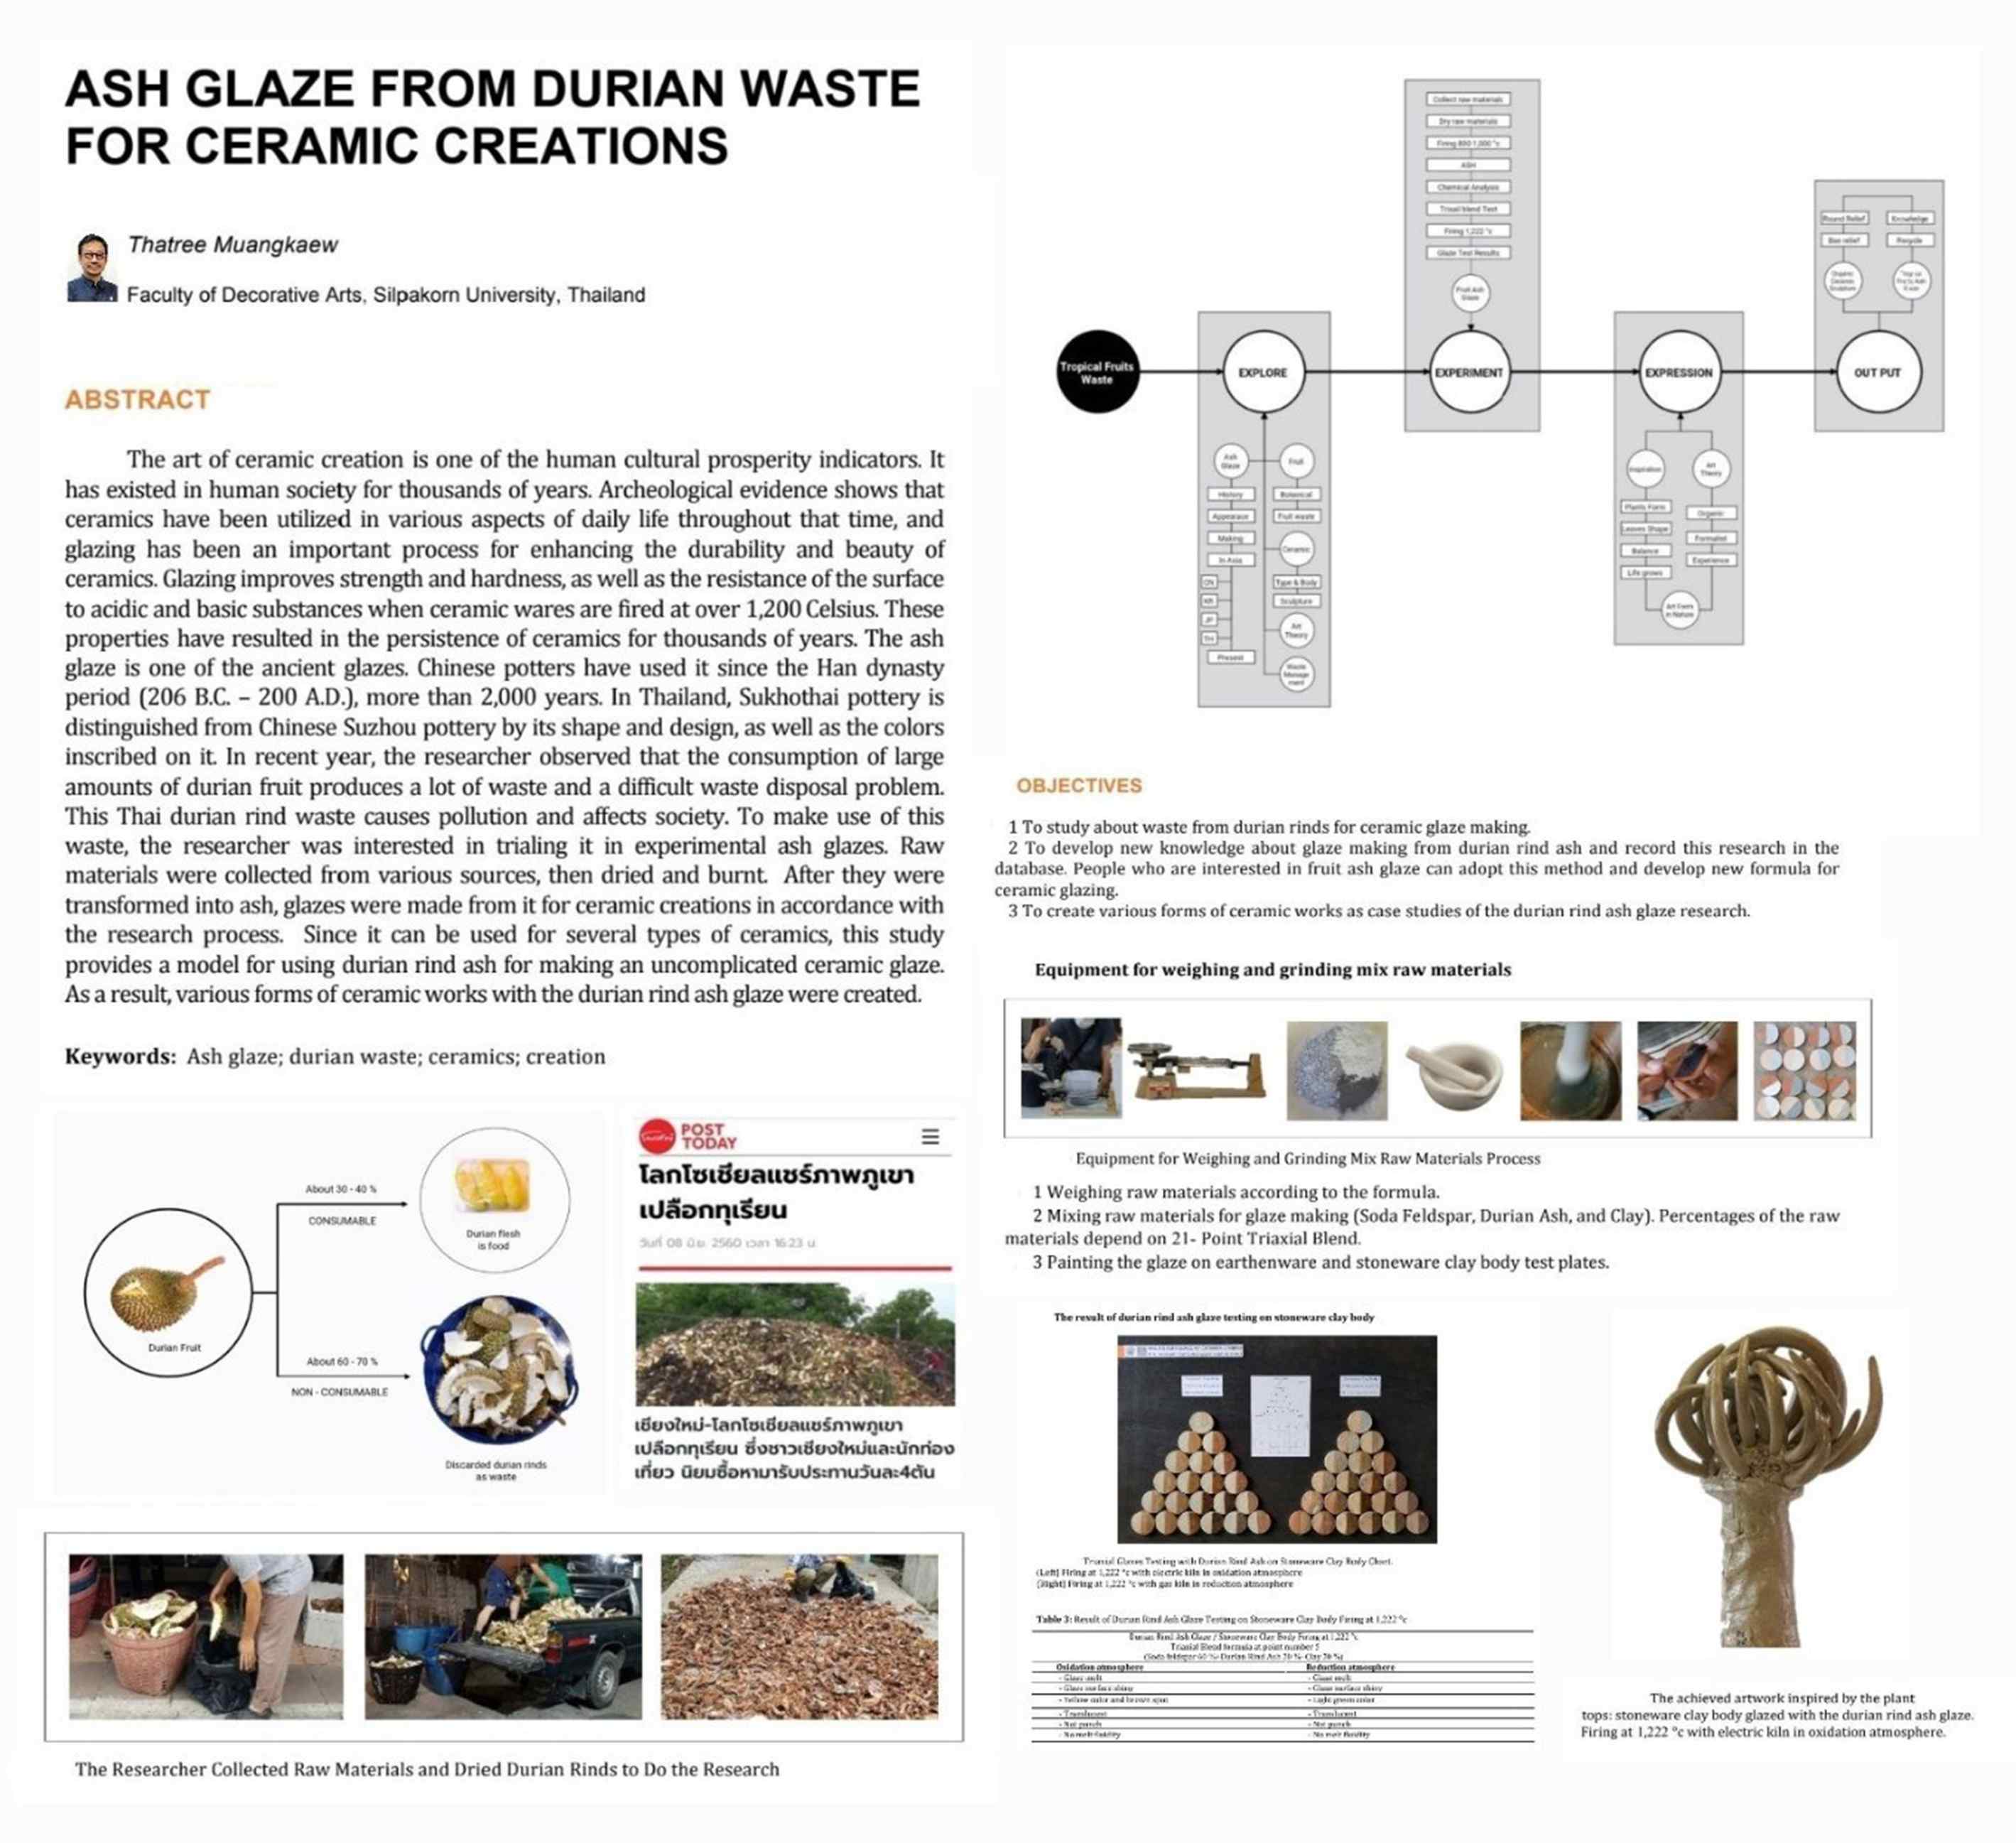 ASH GLAZE FROM DURIAN WASTE
FOR CERAMIC CREATIONS
Thatree Muangkaew
Faculty of Decorative Arts, Silpakorn University, Thailand
ABSTRACT
The art of ceramic creation is one of the human cultural prosperity indicators. It
has existed in human society for thousands of years. Archeological evidence shows that
ceramics have been utilized in various aspects of daily life throughout that time, and
glazing has been an important process for enhancing the durability and beauty of
ceramics. Glazing improves strength and hardness, as well as the resistance of the surface
to acidic and basic substances when ceramic wares are fired at over 1,200 Celsius. These
properties have resulted in the persistence of ceramics for thousands of years. The ash
glaze is one of the ancient glazes. Chinese potters have used it since the Han dynasty
period (206 B.C. – 200 A.D.), more than 2,000 years. In Thailand, Sukhothai pottery is
distinguished from Chinese Suzhou pottery by its shape and design, as well as the colors
inscribed on it. In recent year, the researcher observed that the consumption of large
amounts of durian fruit produces a lot of waste and a difficult waste disposal problem.
This Thai durian rind waste causes pollution and affects society. To make use of this
waste, the researcher was interested in trialing it in experimental ash glazes. Raw
materials were collected from various sources, then dried and burnt. After they were
transformed into ash, glazes were made from it for ceramic creations in accordance with
the research process. Since it can be used for several types of ceramics, this study
provides a model for using durian rind ash for making an uncomplicated ceramic glaze.
As a result, various forms of ceramic works with the durian rind ash glaze were created.
Keywords: Ash glaze; durian waste; ceramics; creation
Durian Fruit
About 30 - 40 %
CONSUMABLE
Durian flesh
is food
About 60 - 70 %
NON - CONSUMABLE
Discarded durian rinds
as waste
POST
TODAY
โลกโซเชียลแชร์ภาพภูเขา
เปลือกทุเรียน
วันที่ 08 มิ.ย. 2560 เวลา 16:23 น.
เชียงใหม่-โลกโซเชียลแชร์ภาพภูเขา
เปลือกทุเรียน ซึ่งชาวเชียงใหม่และนักท่อง
เที่ยว นิยมซื้อหามารับประทานวันละ4ตัน
The Researcher Collected Raw Materials and Dried Durian Rinds to Do the Research
Tropical Fruits
Waste
EXPLORE
Ash
Glaze
History
Making
In Asia
CN
KR
JP
TH
Present
Fruit
Botanical
Fruit waste
Ceramic
Type & Body
Sculpture
Art
Theory
Waste
Manage
ment
Collect raw materials
Dry raw materials
ASH
Chemical Analysis
Firing 1,222 °c
Glaze Test Results
Fruit Ash
Glaze
EXPERIMENT
EXPRESSION
Inspiration
Plants Form
Leaves Shape
Balance
Life grows
Art
Theory
Organic
Formalist
Experience
Art Form
in Nature
Round Relief
Bas relief
Knowledge
Recycle
OUT PUT
OBJECTIVES
1 To study about waste from durian rinds for ceramic glaze making.
2 To develop new knowledge about glaze making from durian rind ash and record this research in the
database. People who are interested in fruit ash glaze can adopt this method and develop new formula for
ceramic glazing.
3 To create various forms of ceramic works as case studies of the durian rind ash glaze research.
Equipment for weighing and grinding mix raw materials
Equipment for Weighing and Grinding Mix Raw Materials Process
1 Weighing raw materials according to the formula.
2 Mixing raw materials for glaze making (Soda Feldspar, Durian Ash, and Clay). Percentages of the raw
materials depend on 21- Point Triaxial Blend.
3 Painting the glaze on earthenware and stoneware clay body test plates.
The result of durian rind ash glaze testing on stoneware clay body
Triaxial Glazes Testing with Durian Rind Ash on Stoneware Clay Body Chart.
(Left) Firing at 1,222 °c with electric kiln in oxidation atmosphere
(Right) Firing at 1,222 °c with gas kiln in reduction atmosphere
Table 3: Result of Durian Rind Ash Glaze Testing on Stoneware Clay Body Firing at 1,222 °c
Durian Rind Ash Glaze / Stoneware Clay Body Firing at 1,222 °c
Triaxial Blend formula at point number 5
Oxidation atmosphere
Reduction atmosphere
- Glaze melt
- Glaze melt
- Glaze surface shiny
- Glaze surface shiny
- Yellow color and brown spot
- Light green color
- Translucent
- Translucent
- No melt fluidity
- No melt fluidity
The achieved artwork inspired by the plant
tops: stoneware clay body glazed with the durian rind ash glaze.
Firing at 1,222 °c with electric kiln in oxidation atmosphere.